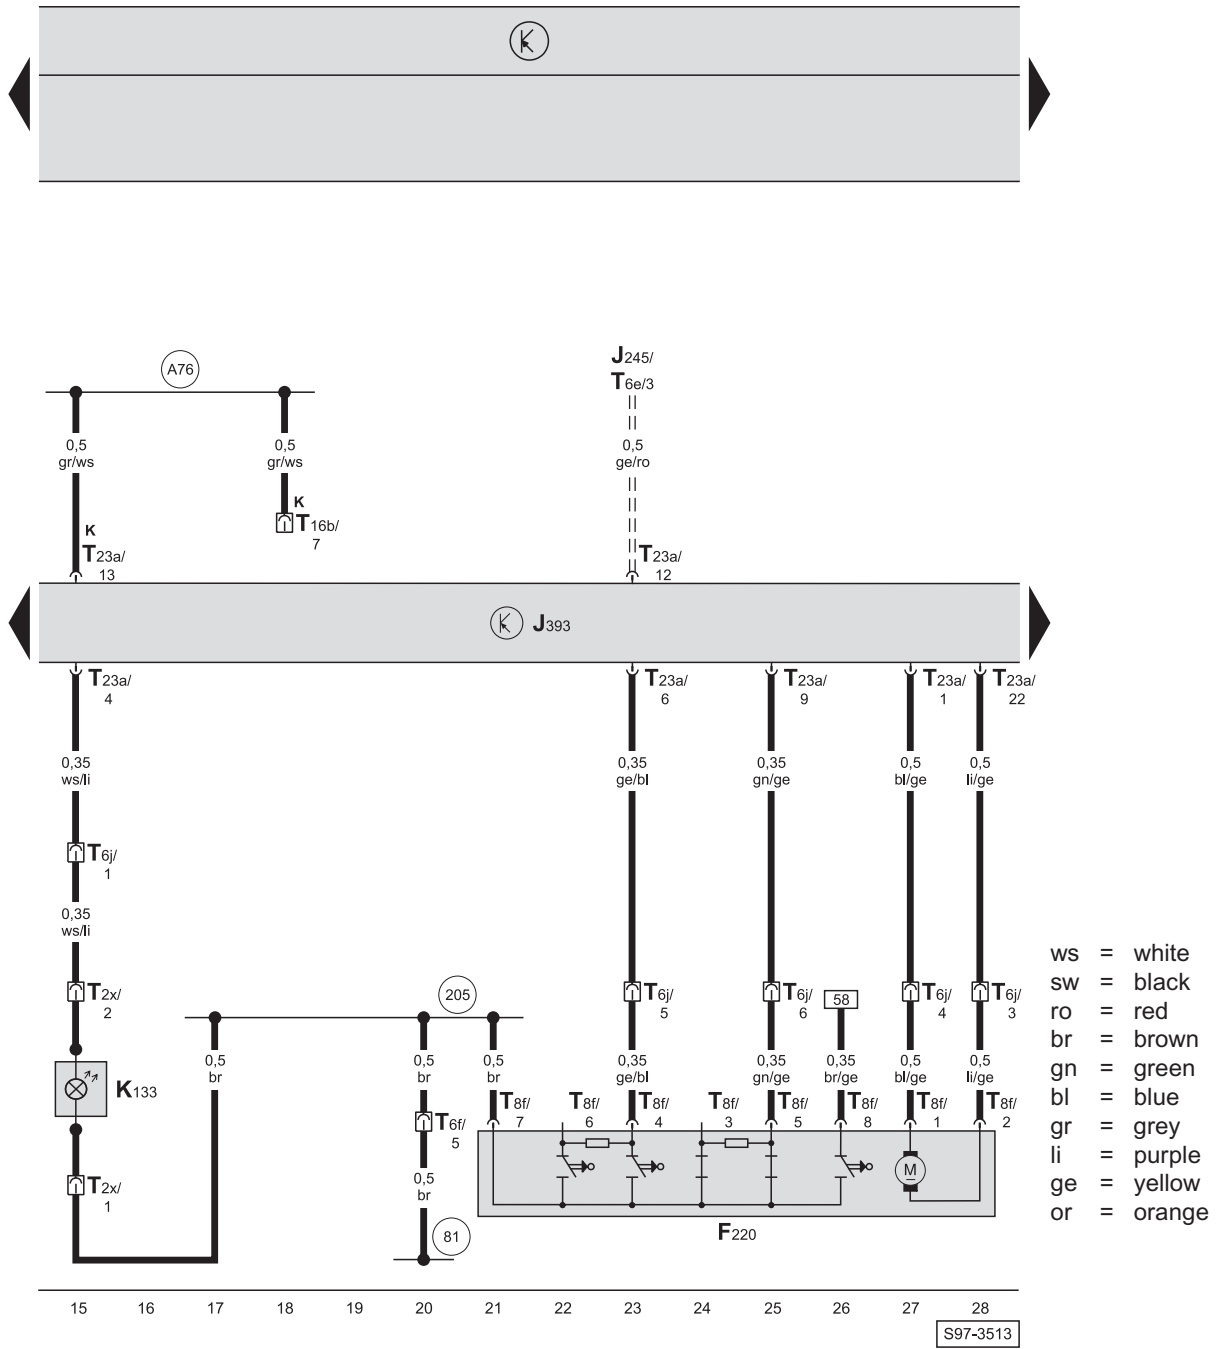 A76
J245/
T6e/3
0,5
gr/ws
0,5
gr/ws
0,5
ge/ro
K
T16b/
7
K
T23a/
13
T23a/
12
J393
T23a/
4
T23a/
6
T23a/
9
T23a/
1
T23a/
22
0,35
ws/li
0,35
ge/bl
0,35
gn/ge
0,5
bl/ge
0,5
li/ge
T6j/
1
0,35
ws/li
T2x/
2
205
T6j/
5
T6j/
6
58
T6j/
4
T6j/
3
0,5
br
0,5
br
0,5
br
0,35
ge/bl
0,35
gn/ge
0,35
br/ge
0,5
bl/ge
0,5
li/ge
K133
T6f/
5
T8f/
7
T8f/
6
T8f/
4
T8f/
3
T8f/
5
T8f/
8
T8f/
1
T8f/
2
M
T2x/
1
0,5
br
81
F220
ws = white
sw = black
ro = red
br = brown
gn = green
bl = blue
gr = grey
li = purple
ge = yellow
or = orange
15 16 17 18 19 20 21 22 23 24 25 26 27 28
S97-3513